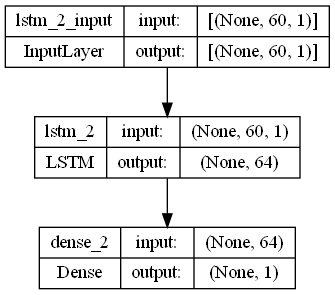 lstm_2_input input: [(None, 60, 1)]
InputLayer output: [(None, 60, 1)]
lstm_2 input: (None, 60, 1)
LSTM output: (None, 64)
dense_2 input: (None, 64)
Dense output: (None, 1)